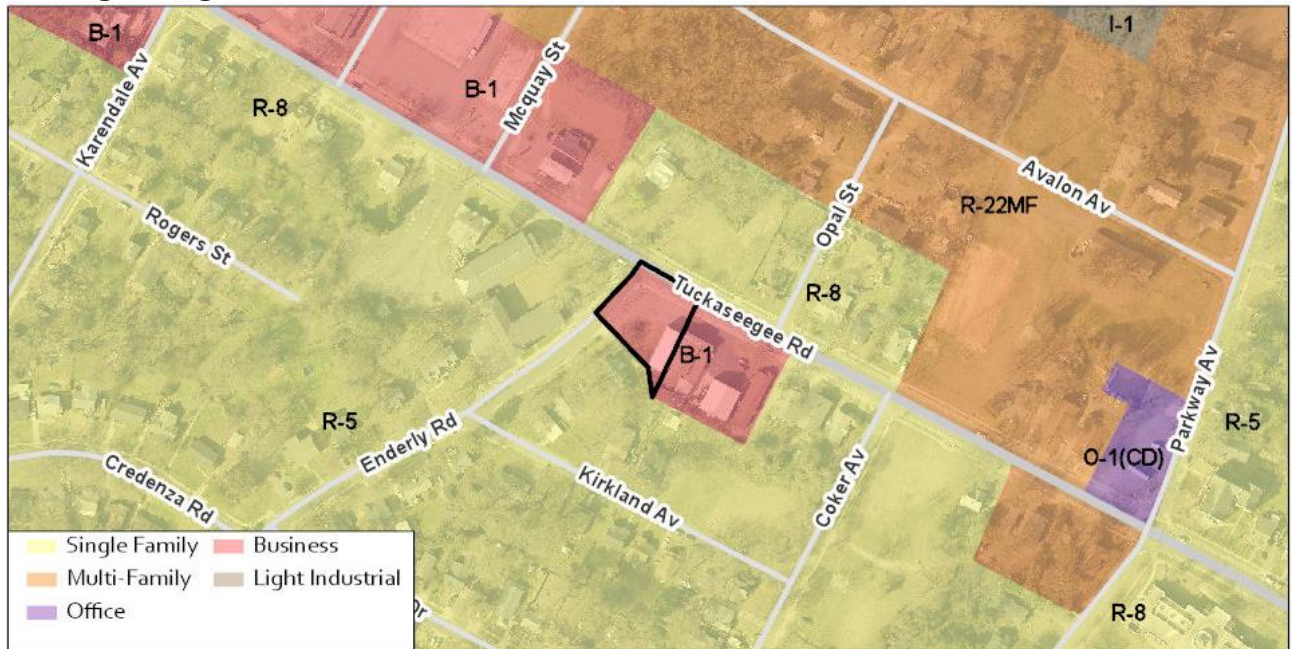 B-1
I-1
Karendale Av
R-8
B-1
Mcquay St
Avalon Av
R-22MF
Rogers St
Opal St
R-8
Tuckaseegee Rd
B-1
Parkway Av
R-5
R-5
Enderly Rd
O-1(CD)
Credenza Rd
Kirkland Av
Coker Av
Single Family
Business
Multi-Family
Light Industrial
Office
Dr
R-8